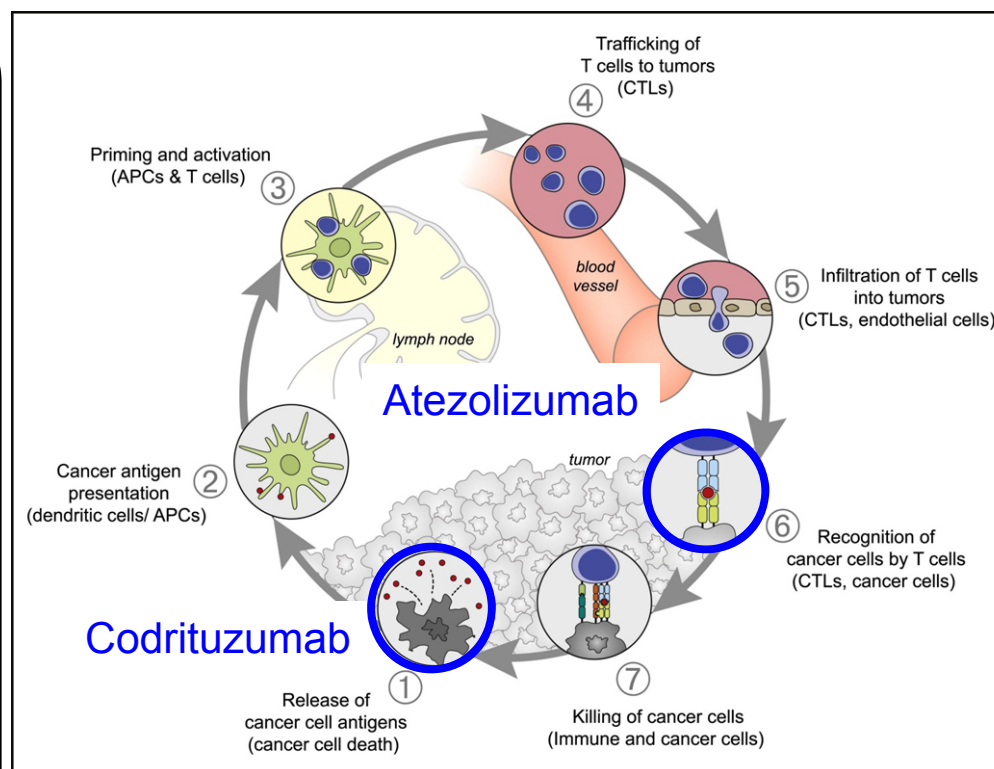 Trafficking of
T cells to tumors
(CTLs)
④
Priming and activation
(APCs & T cells)
③
blood
vessel
⑤
Infiltration of T cells
into tumors
(CTLs, endothelial cells)
lymph node
Atezolizumab
tumor
Cancer antigen
presentation
(dendritic cells/ APCs)
②
⑥
Recognition of
cancer cells by T cells
(CTLs, cancer cells)
Codrituzumab
①
Release of
cancer cell antigens
(cancer cell death)
⑦
Killing of cancer cells
(Immune and cancer cells)